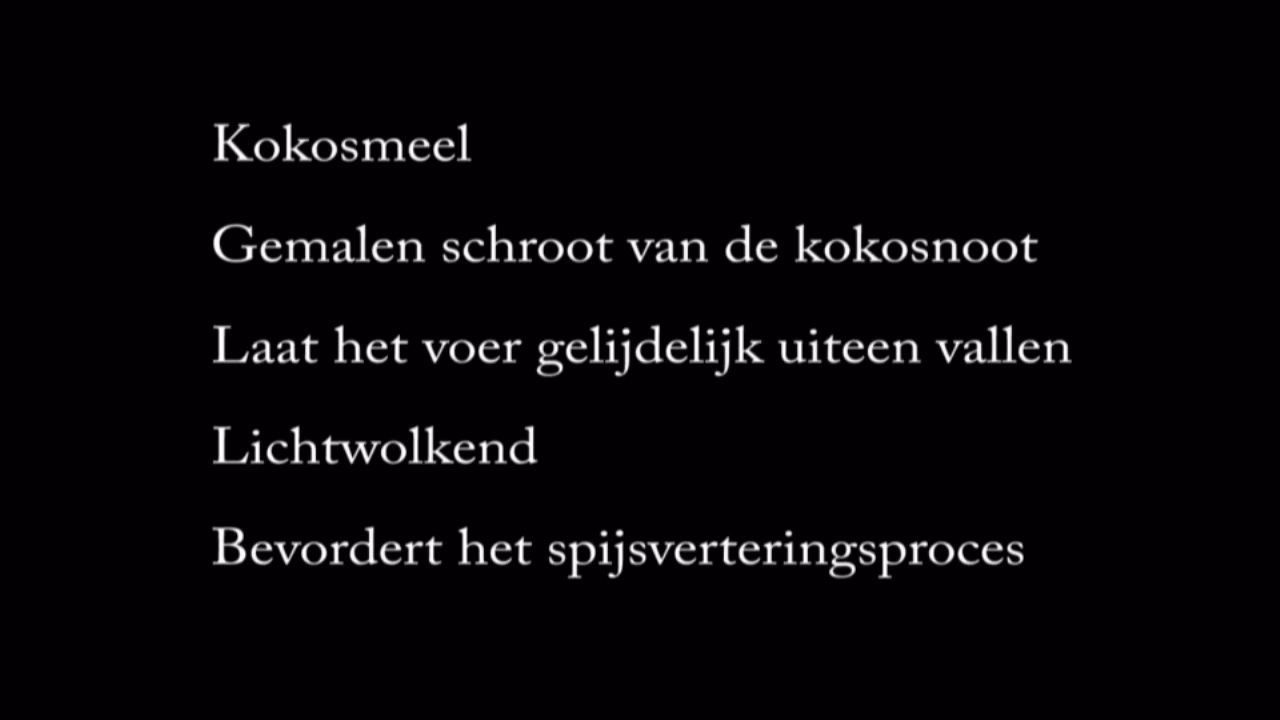 Kokosmeel
Gemalen schroot van de kokosnoot
Laat het voer gelijdelijk uiteen vallen
Lichtwolkend
Bevordert het spijsverteringsproces